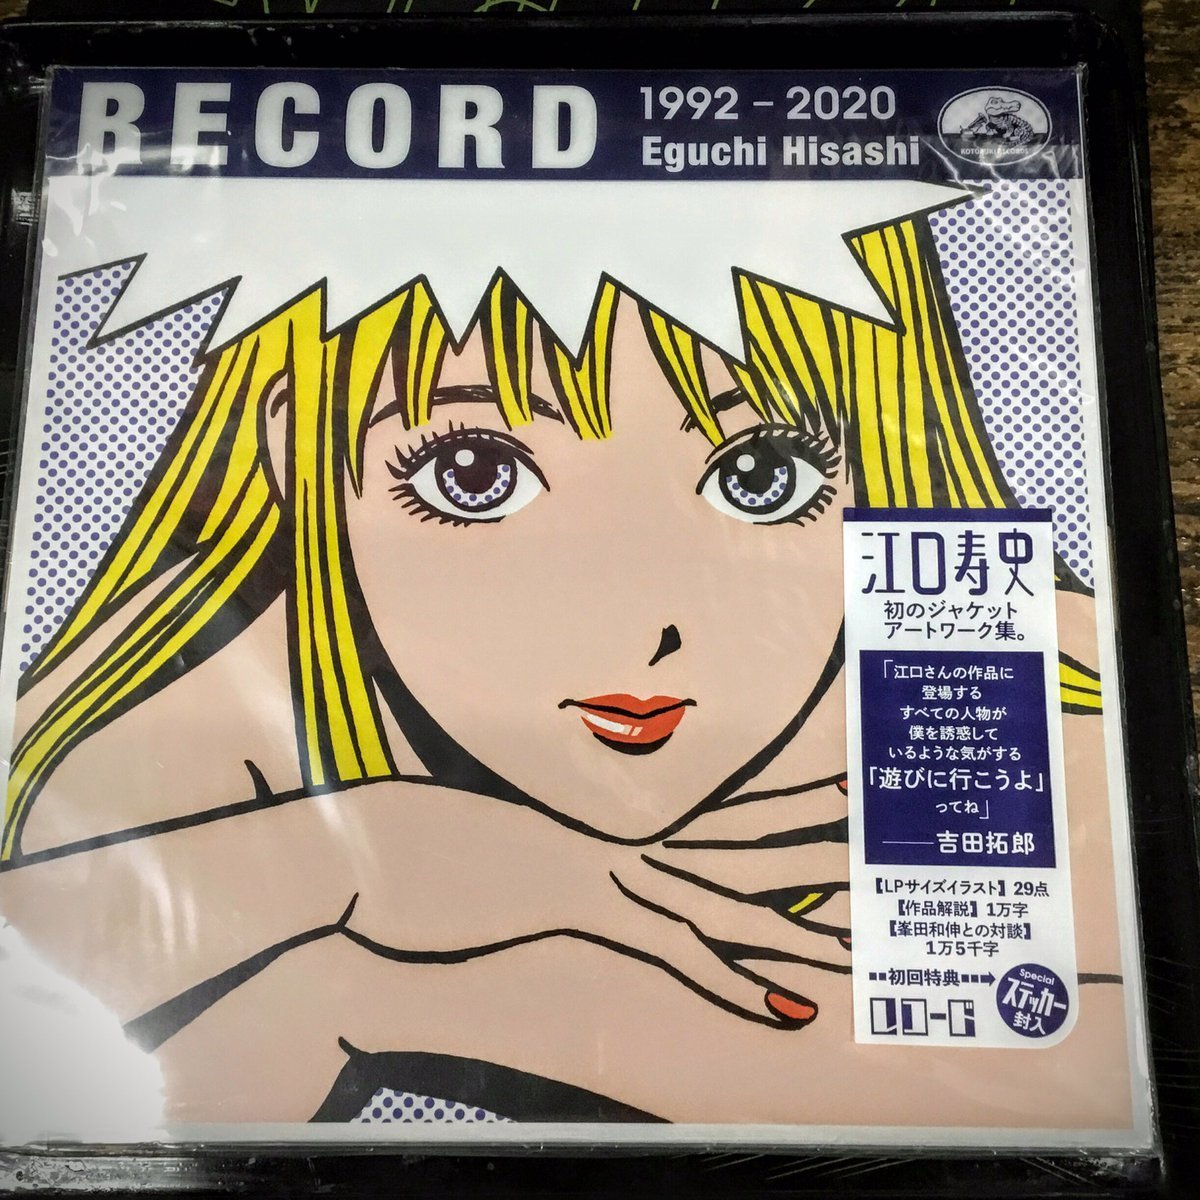 RECORD
1992 – 2020
Eguchi Hisashi
KOTOBUKI RECORDS
江口寿史
初のジャケット
アートワーク集。
「江口さんの作品に
登場する
すべての人物が
僕を誘惑して
いるような気がする
「遊びに行こうよ」
ってね」
——吉田拓郎
【LPサイズイラスト】29点
【作品解説】1万字
【峯田和伸との対談】
1万5千字
初回特典
レコード
Special
ステッカー
封入